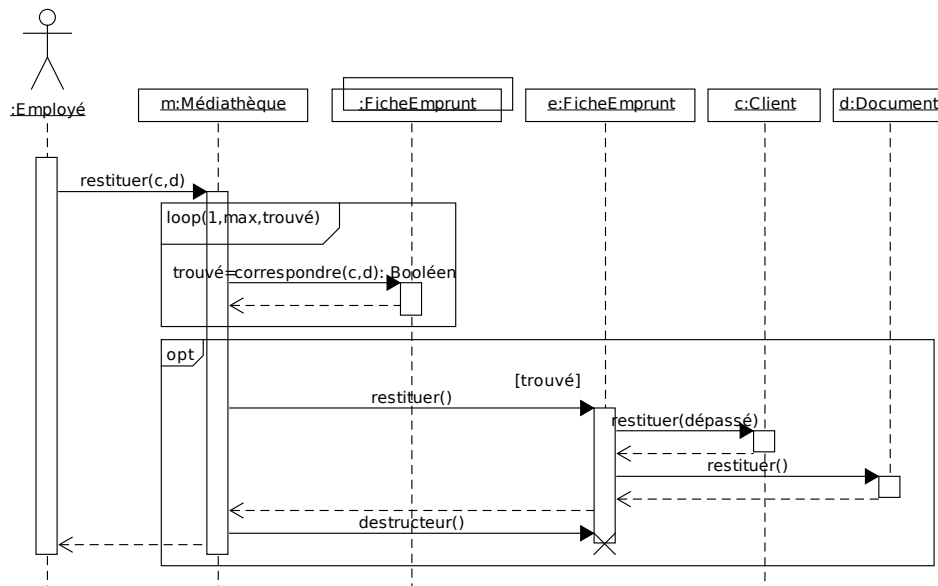 :Employé
m:Médiathèque
:FicheEmprunt
e:FicheEmprunt
c:Client
d:Document
restituer(c,d)
loop(1,max,trouvé)
trouvé=correspondre(c,d): Booléen
opt
[trouvé]
restituer()
restituer(dépassé)
restituer()
destructeur()